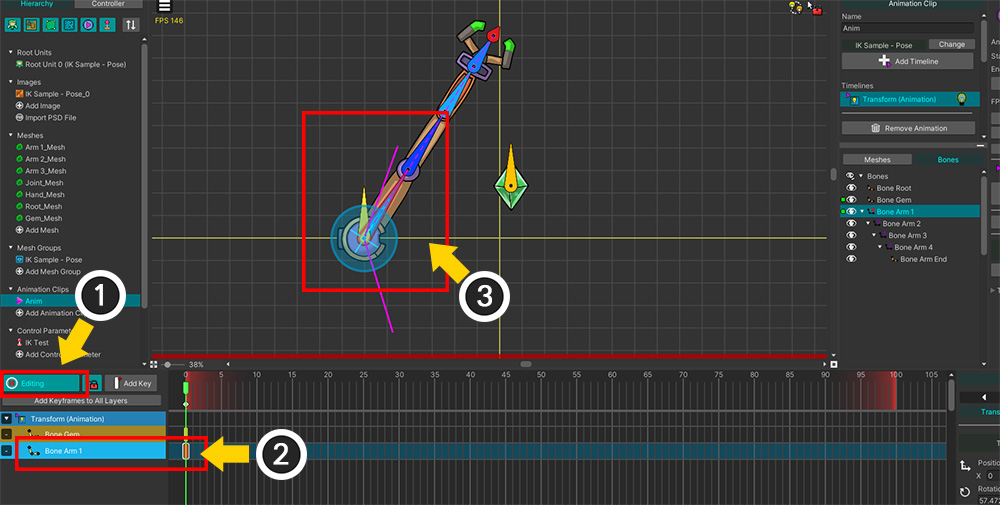 Hierarchy
Controller
Root Units
Root Unit 0 (IK Sample - Pose)
Images
IK Sample - Pose_0
Add Image
Import PSD File
Meshes
Arm 1_Mesh
Arm 2_Mesh
Arm 3_Mesh
Joint_Mesh
Hand_Mesh
Root_Mesh
Gem_Mesh
Add Mesh
Mesh Groups
IK Sample - Pose
Add Mesh Group
Animation Clips
Anim
Add Animation
Control Parame
IK Test
Add Cont
meter
1
FPS 146
3
38%
Animation Clip
Name
Anim
IK Sample - Pose
Change
Add Timeline
Timelines
Transform (Animation)
Remove Animation
Meshes
Bones
Bones
Bone Root
Bone Gem
Bone Arm 1
Bone Arm 2
Bone Arm 3
Bone Arm 4
Bone Arm End
Editing
Add Key
Add Keyframes to All Layers
0 5 10 15 20 25 30 35 40 45 50 55 60 65 70 75 80 85 90 95 100 105
Transform (Animation)
Bone Gem
Bone Arm 1
2
Trans
Position
X 0
Rotation
57.472